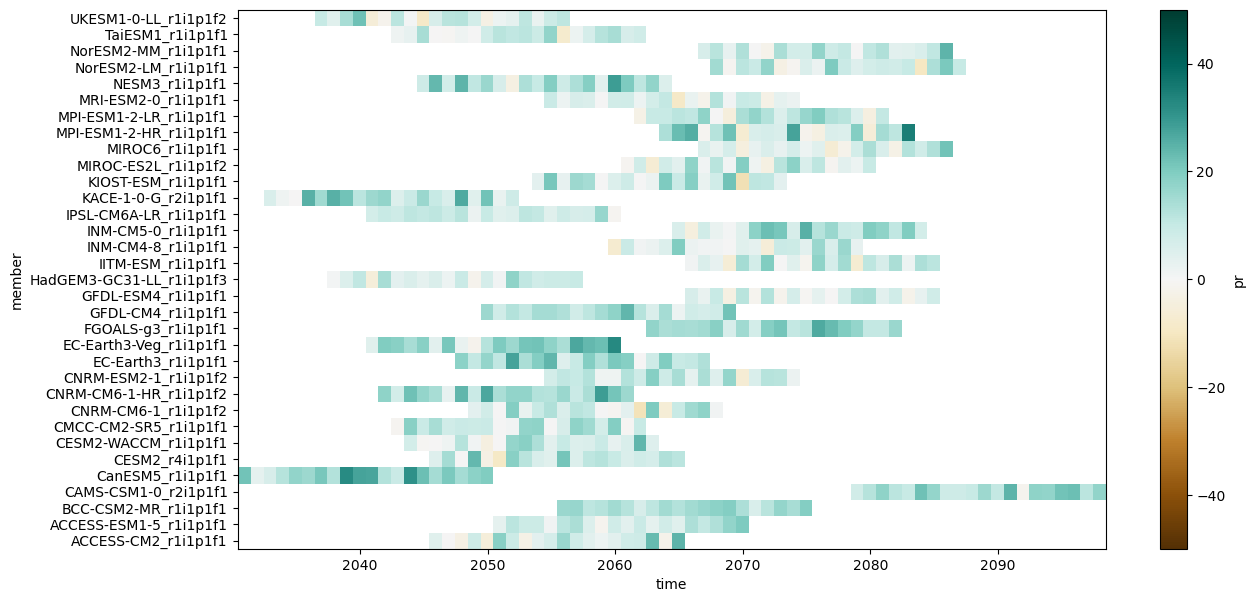 member
UKESM1-0-LL_r1i1p1f2
TaiESM1_r1i1p1f1
NorESM2-MM_r1i1p1f1
NorESM2-LM_r1i1p1f1
NESM3_r1i1p1f1
MRI-ESM2-0_r1i1p1f1
MPI-ESM1-2-LR_r1i1p1f1
MPI-ESM1-2-HR_r1i1p1f1
MIROC6_r1i1p1f1
MIROC-ES2L_r1i1p1f2
KIOST-ESM_r1i1p1f1
KACE-1-0-G_r2i1p1f1
IPSL-CM6A-LR_r1i1p1f1
INM-CM5-0_r1i1p1f1
INM-CM4-8_r1i1p1f1
IITM-ESM_r1i1p1f1
HadGEM3-GC31-LL_r1i1p1f3
GFDL-ESM4_r1i1p1f1
GFDL-CM4_r1i1p1f1
FGOALS-g3_r1i1p1f1
EC-Earth3-Veg_r1i1p1f1
EC-Earth3_r1i1p1f1
CNRM-ESM2-1_r1i1p1f2
CNRM-CM6-1-HR_r1i1p1f2
CNRM-CM6-1_r1i1p1f2
CMCC-CM2-SR5_r1i1p1f1
CESM2-WACCM_r1i1p1f1
CESM2_r4i1p1f1
CanESM5_r1i1p1f1
CAMS-CSM1-0_r2i1p1f1
BCC-CSM2-MR_r1i1p1f1
ACCESS-ESM1-5_r1i1p1f1
ACCESS-CM2_r1i1p1f1
2040 2050 2060 2070 2080 2090
time
40
20
0
−20
−40
pr